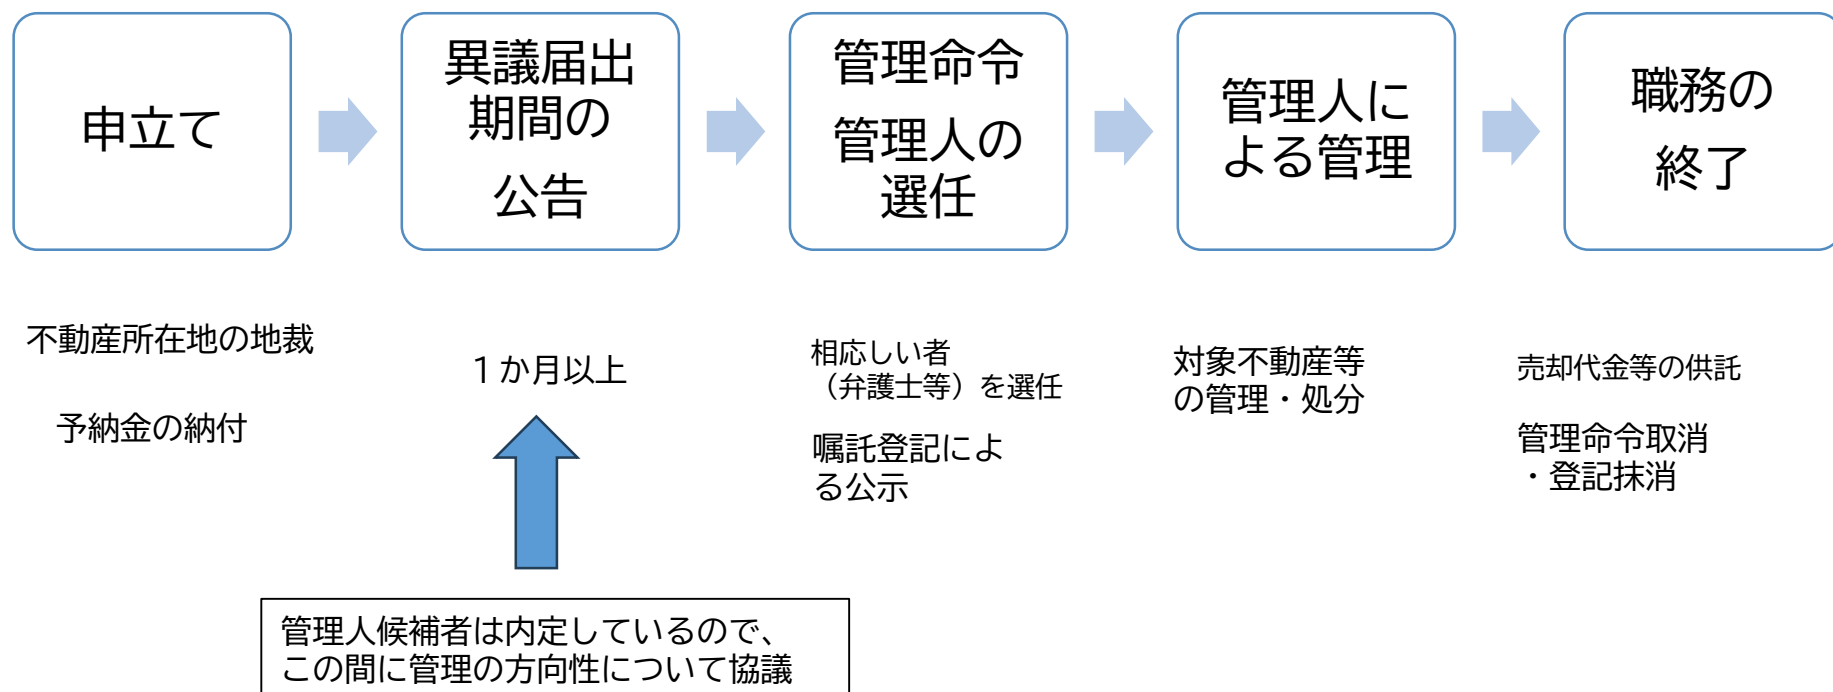 申立て
異議届出
期間の
公告
管理命令
管理人の
選任
管理人に
よる管理
職務の
終了
不動産所在地の地裁
予納金の納付
１か月以上
相応しい者
（弁護士等）を選任
嘱託登記によ
る公示
対象不動産等
の管理・処分
売却代金等の供託
管理命令取消
・登記抹消
管理人候補者は内定しているので、
この間に管理の方向性について協議